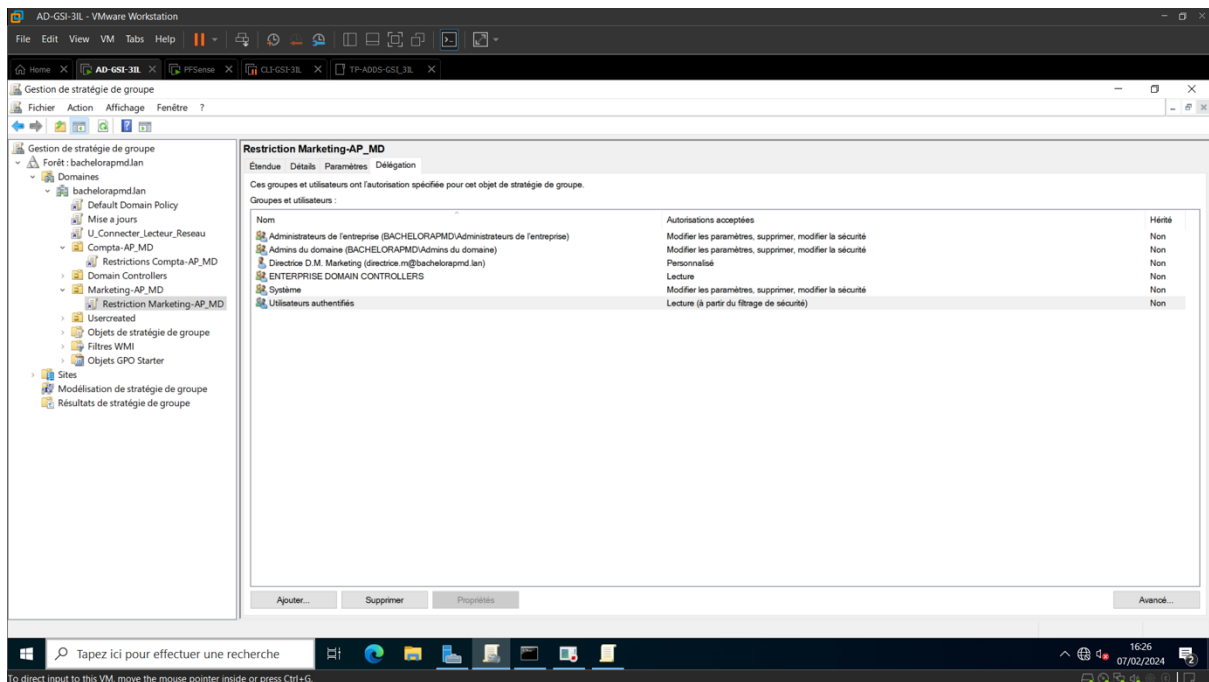 AD-GSI-3IL - VMware Workstation
File Edit View VM Tabs Help
Home AD-GSI-3IL PFSense CLI-GSI-3IL TP-ADDS-GSI_3IL
Gestion de stratégie de groupe
Fichier Action Affichage Fenêtre ?
Gestion de stratégie de groupe
Forêt : bachelorapmd.lan
Domaines
bachelorapmd.lan
Default Domain Policy
Mise a jours
U_Connecter_Lecteur_Reseau
Compta-AP_MD
Restrictions Compta-AP_MD
Domain Controllers
Marketing-AP_MD
Restriction Marketing-AP_MD
Usercreated
Objets de stratégie de groupe
Filtres WMI
Objets GPO Starter
Sites
Modélisation de stratégie de groupe
Résultats de stratégie de groupe
Restriction Marketing-AP_MD
Étendue Détails Paramètres Délégation
Ces groupes et utilisateurs ont l'autorisation spécifiée pour cet objet de stratégie de groupe.
Groupes et utilisateurs :
Nom Autorisations acceptées Hérité
Administrateurs de l'entreprise (BACHELORAPMD\Administrateurs de l'entreprise) Modifier les paramètres, supprimer, modifier la sécurité Non
Admins du domaine (BACHELORAPMD\Admins du domaine) Modifier les paramètres, supprimer, modifier la sécurité Non
Directrice D.M. Marketing (directrice.m@bachelorapmd.lan) Personnalisé Non
ENTERPRISE DOMAIN CONTROLLERS Lecture Non
Système Modifier les paramètres, supprimer, modifier la sécurité Non
Utilisateurs authentifiés Lecture (à partir du filtrage de sécurité) Non
Ajouter... Supprimer Propriétés Avancé...
Tapez ici pour effectuer une recherche
16:26
07/02/2024
2
To direct input to this VM, move the mouse pointer inside or press Ctrl+G.